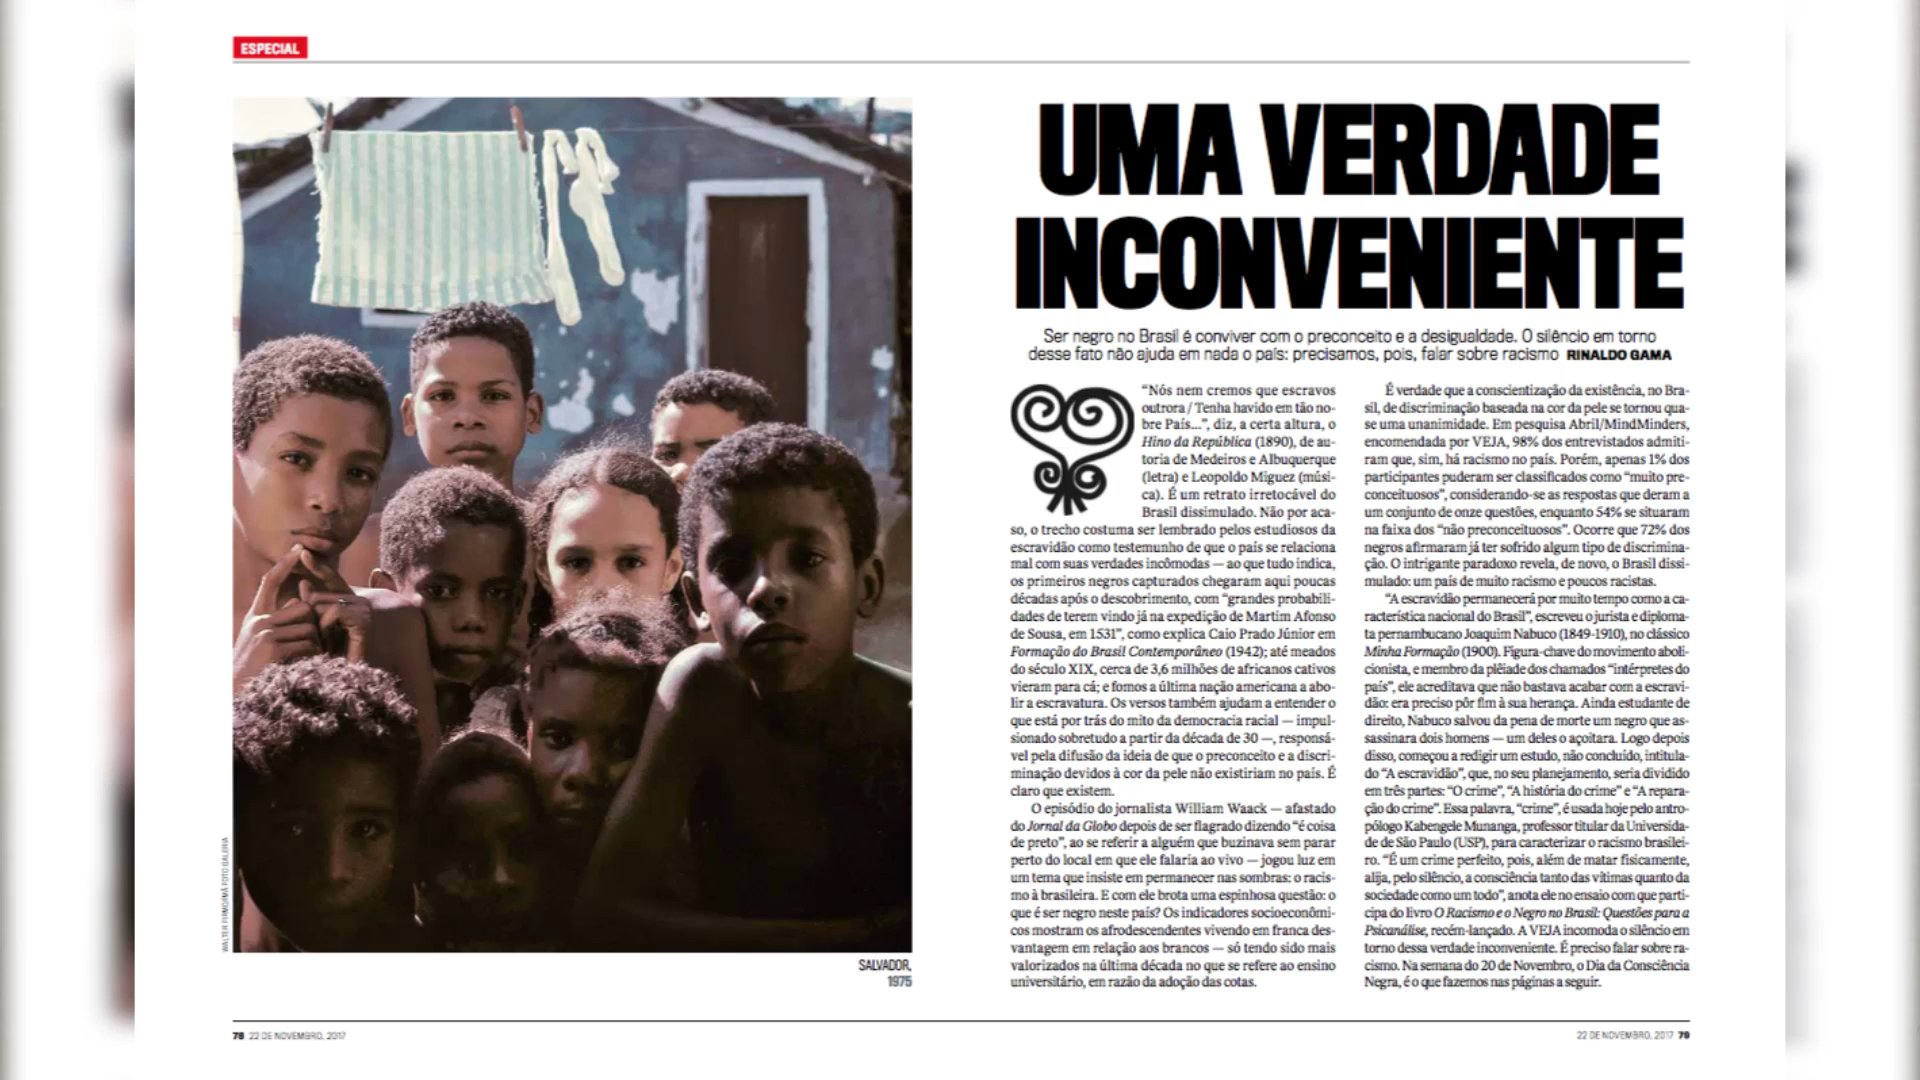 ESPECIAL
WALTER FIRMO/IMÃ FOTO GALERIA
SALVADOR,
1975
78 22 DE NOVEMBRO, 2017
UMA VERDADE
INCONVENIENTE
Ser negro no Brasil é conviver com o preconceito e a desigualdade. O silêncio em torno
desse fato não ajuda em nada o país: precisamos, pois, falar sobre racismo RINALDO GAMA
“Nós nem cremos que escravos
outrora / Tenha havido em tão no-
bre País...”, diz, a certa altura, o
Hino da República (1890), de au-
toria de Medeiros e Albuquerque
(letra) e Leopoldo Miguez (músi-
ca). É um retrato irretocável do
Brasil dissimulado. Não por aca-
so, o trecho costuma ser lembrado pelos estudiosos da
escravidão como testemunho de que o país se relaciona
mal com suas verdades incômodas — ao que tudo indica,
os primeiros negros capturados chegaram aqui poucas
décadas após o descobrimento, com “grandes probabili-
dades de terem vindo já na expedição de Martim Afonso
de Sousa, em 1531”, como explica Caio Prado Júnior em
Formação do Brasil Contemporâneo (1942); até meados
do século XIX, cerca de 3,6 milhões de africanos cativos
vieram para cá; e fomos a última nação americana a abo-
lir a escravatura. Os versos também ajudam a entender o
que está por trás do mito da democracia racial — impul-
sionado sobretudo a partir da década de 30 —, responsá-
vel pela difusão da ideia de que o preconceito e a discri-
minação devidos à cor da pele não existiriam no país. É
claro que existem.
O episódio do jornalista William Waack — afastado
do Jornal da Globo depois de ser flagrado dizendo “é coisa
de preto”, ao se referir a alguém que buzinava sem parar
perto do local em que ele falaria ao vivo — jogou luz em
um tema que insiste em permanecer nas sombras: o racis-
mo à brasileira. E com ele brota uma espinhosa questão: o
que é ser negro neste país? Os indicadores socioeconômi-
cos mostram os afrodescendentes vivendo em franca des-
vantagem em relação aos brancos — só tendo sido mais
valorizados na última década no que se refere ao ensino
universitário, em razão da adoção das cotas.
É verdade que a conscientização da existência, no Bra-
sil, de discriminação baseada na cor da pele se tornou qua-
se uma unanimidade. Em pesquisa Abril/MindMinders,
encomendada por VEJA, 98% dos entrevistados admiti-
ram que, sim, há racismo no país. Porém, apenas 1% dos
participantes puderam ser classificados como “muito pre-
conceituosos”, considerando-se as respostas que deram a
um conjunto de onze questões, enquanto 54% se situaram
na faixa dos “não preconceituosos”. Ocorre que 72% dos
negros afirmaram já ter sofrido algum tipo de discrimina-
ção. O intrigante paradoxo revela, de novo, o Brasil dissi-
mulado: um país de muito racismo e poucos racistas.
“A escravidão permanecerá por muito tempo como a ca-
racterística nacional do Brasil”, escreveu o jurista e diploma-
ta pernambucano Joaquim Nabuco (1849-1910), no clássico
Minha Formação (1900). Figura-chave do movimento aboli-
cionista, e membro da plêiade dos chamados “intérpretes do
país”, ele acreditava que não bastava acabar com a escravi-
dão: era preciso pôr fim à sua herança. Ainda estudante de
direito, Nabuco salvou da pena de morte um negro que as-
sassinara dois homens — um deles o açoitara. Logo depois
disso, começou a redigir um estudo, não concluído, intitula-
do “A escravidão”, que, no seu planejamento, seria dividido
em três partes: “O crime”, “A história do crime” e “A repara-
ção do crime”. Essa palavra, “crime”, é usada hoje pelo antro-
pólogo Kabengele Munanga, professor titular da Universida-
de de São Paulo (USP), para caracterizar o racismo brasilei-
ro. “É um crime perfeito, pois, além de matar fisicamente,
alija, pelo silêncio, a consciência tanto das vítimas quanto da
sociedade como um todo”, anota ele no ensaio com que parti-
cipa do livro O Racismo e o Negro no Brasil: Questões para a
Psicanálise, recém-lançado. A VEJA incomoda o silêncio em
torno dessa verdade inconveniente. É preciso falar sobre ra-
cismo. Na semana do 20 de Novembro, o Dia da Consciência
Negra, é o que fazemos nas páginas a seguir.
22 DE NOVEMBRO, 2017 79